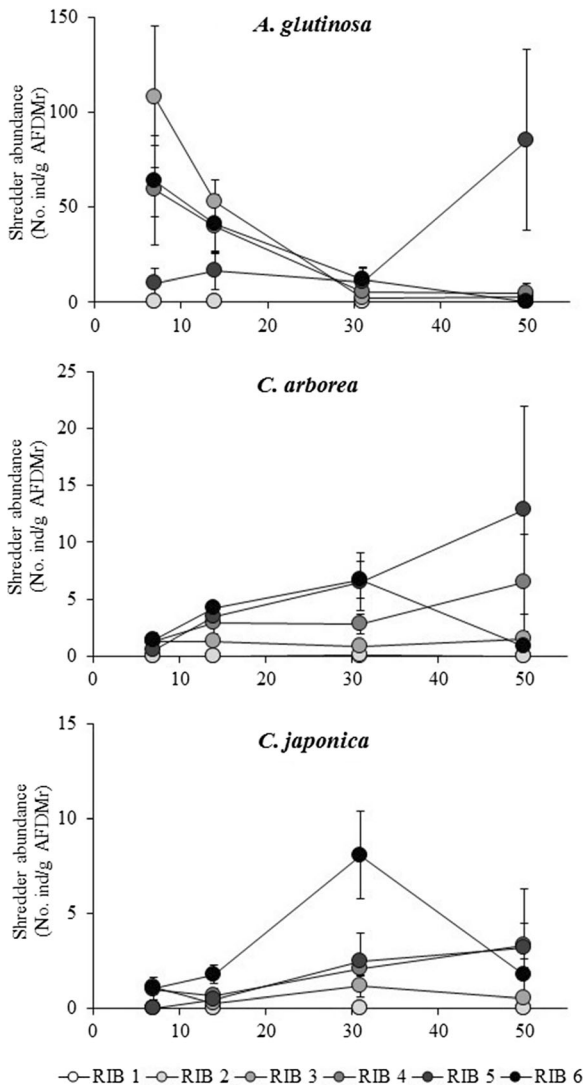 A. glutinosa
Shredder abundance
(No. ind/g AFDMr)
150
100
50
0
0 10 20 30 40 50
C. arborea
Shredder abundance
(No. ind/g AFDMr)
25
20
15
10
5
0
0 10 20 30 40 50
C. japonica
Shredder abundance
(No. ind/g AFDMr)
15
10
5
0
0 10 20 30 40 50
RIB 1 RIB 2 RIB 3 RIB 4 RIB 5 RIB 6